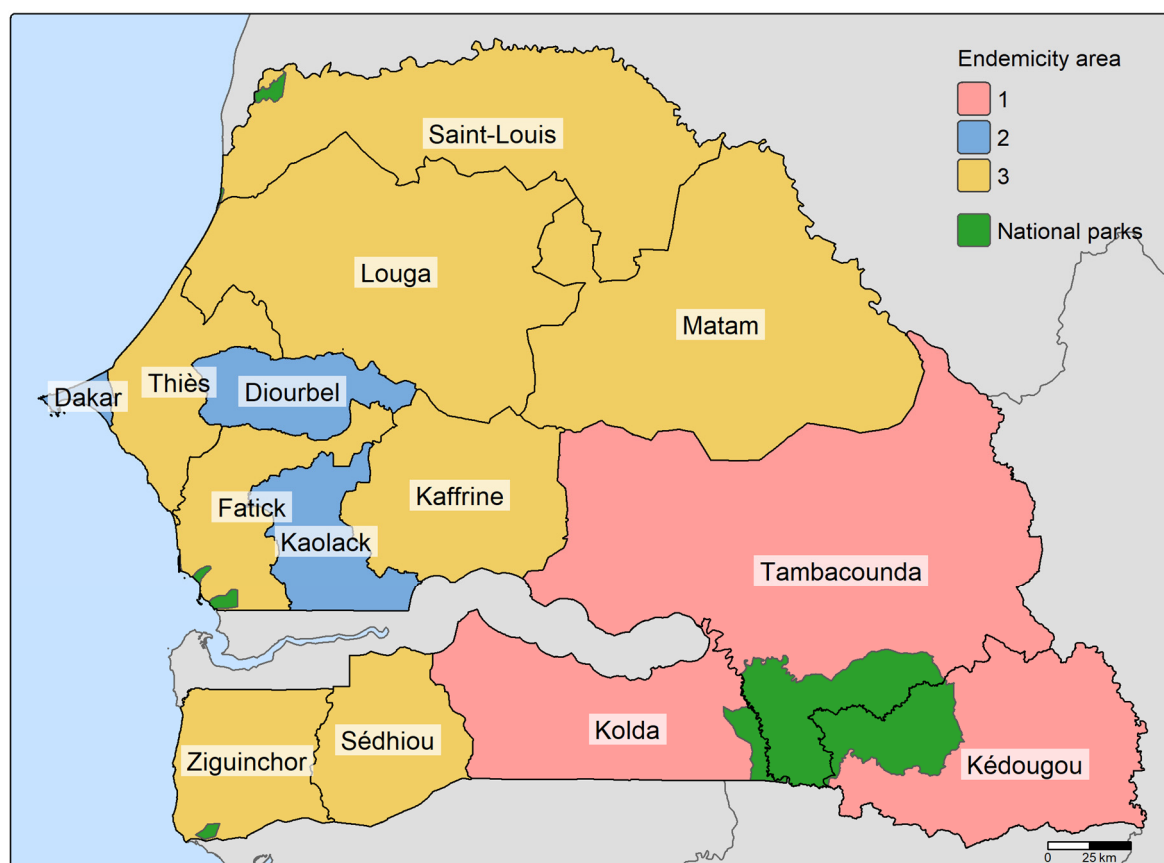 Endemicity area
1
2
3
National parks
Saint-Louis
Louga
Matam
Thiès
Diourbel
Dakar
Fatick
Kaffrine
Kaolack
Tambacounda
Kolda
Sédhiou
Ziguinchor
Kédougou
0 25 km